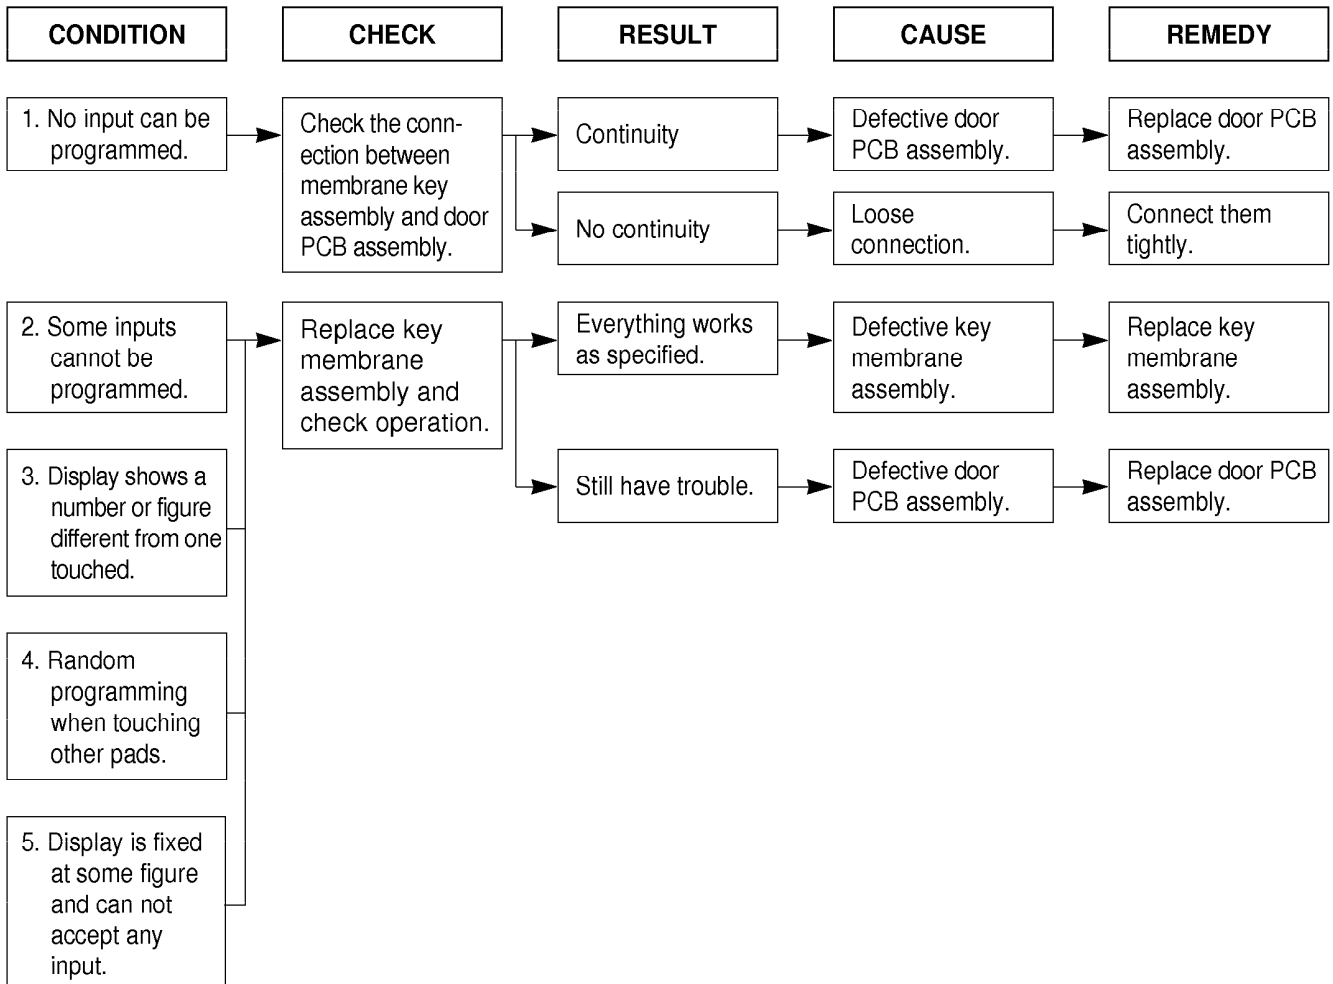 CONDITION
CHECK
RESULT
CAUSE
REMEDY
1. No input can be
programmed.
Check the conn-
ection between
membrane key
assembly and door
PCB assembly.
Continuity
Defective door
PCB assembly.
Replace door PCB
assembly.
No continuity
Loose
connection.
Connect them
tightly.
2. Some inputs
cannot be
programmed.
Replace key
membrane
assembly and
check operation.
Everything works
as specified.
Defective key
membrane
assembly.
Replace key
membrane
assembly.
Still have trouble.
Defective door
PCB assembly.
Replace door PCB
assembly.
3. Display shows a
number or figure
different from one
touched.
4. Random
programming
when touching
other pads.
5. Display is fixed
at some figure
and can not
accept any
input.